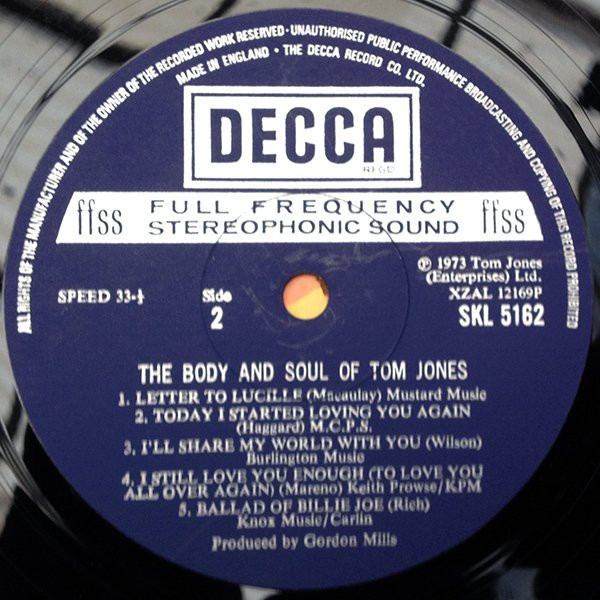 ALL RIGHTS OF THE MANUFACTURER AND OF THE OWNER OF THE RECORDED WORK RESERVED · UNAUTHORISED PUBLIC PERFORMANCE BROADCASTING AND COPYING OF THIS RECORD PROHIBITED
MADE IN ENGLAND · THE DECCA RECORD CO. LTD.
DECCA
REGD
ffss FULL FREQUENCY STEREOPHONIC SOUND ffss
℗ 1973 Tom Jones
(Enterprises) Ltd.
SPEED 33-⅓ Side XZAL 12169P
2 SKL 5162
THE BODY AND SOUL OF TOM JONES
1. LETTER TO LUCILLE (Macaulay) Mustard Music
2. TODAY I STARTED LOVING YOU AGAIN
(Haggard) M.C.P.S.
3. I'LL SHARE MY WORLD WITH YOU (Wilson)
Burlington Music
4. I STILL LOVE YOU ENOUGH (TO LOVE YOU
ALL OVER AGAIN) (Mareno) Keith Prowse/KPM
5. BALLAD OF BILLIE JOE (Rich)
Knox Music/Carlin
Produced by Gordon Mills